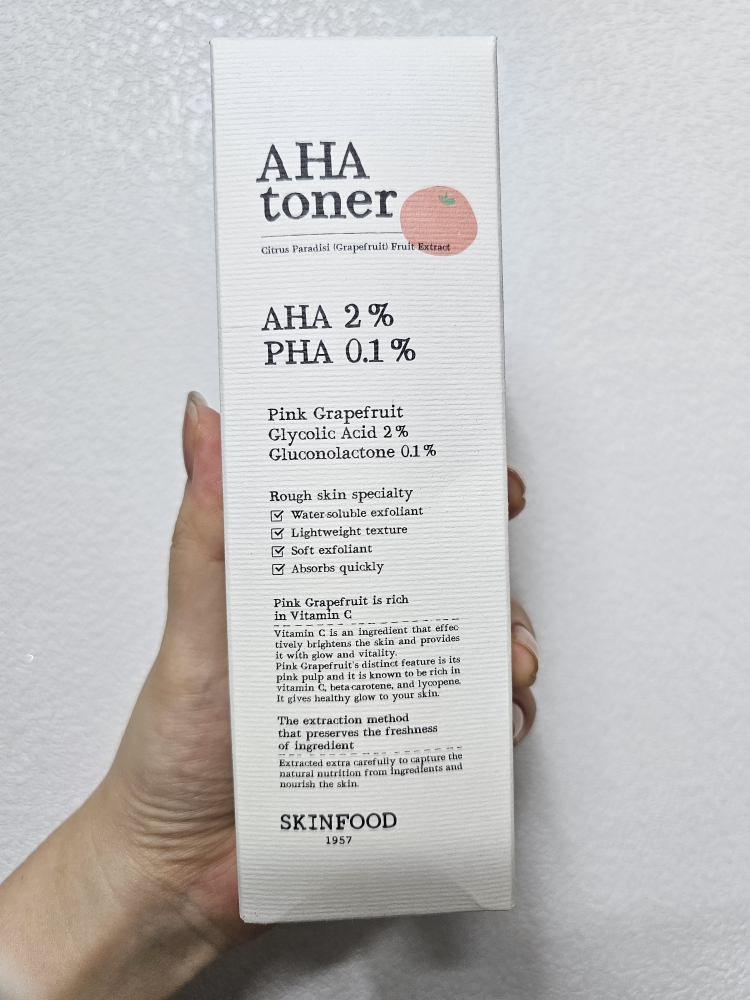 AHA
toner
Citrus Paradisi (Grapefruit) Fruit Extract
AHA 2%
PHA 0.1%
Pink Grapefruit
Glycolic Acid 2%
Gluconolactone 0.1%
Rough skin specialty
Water-soluble exfoliant
Lightweight texture
Soft exfoliant
Absorbs quickly
Pink Grapefruit is rich
in Vitamin C
Vitamin C is an ingredient that effec
tively brightens the skin and provides
it with glow and vitality.
Pink Grapefruit's distinct feature is its
pink pulp and it is known to be rich in
vitamin C, beta-carotene, and lycopene.
It gives healthy glow to your skin.
The extraction method
that preserves the freshness
of ingredient
Extracted extra carefully to capture the
natural nutrition from ingredients and
nourish the skin.
SKINFOOD
1957